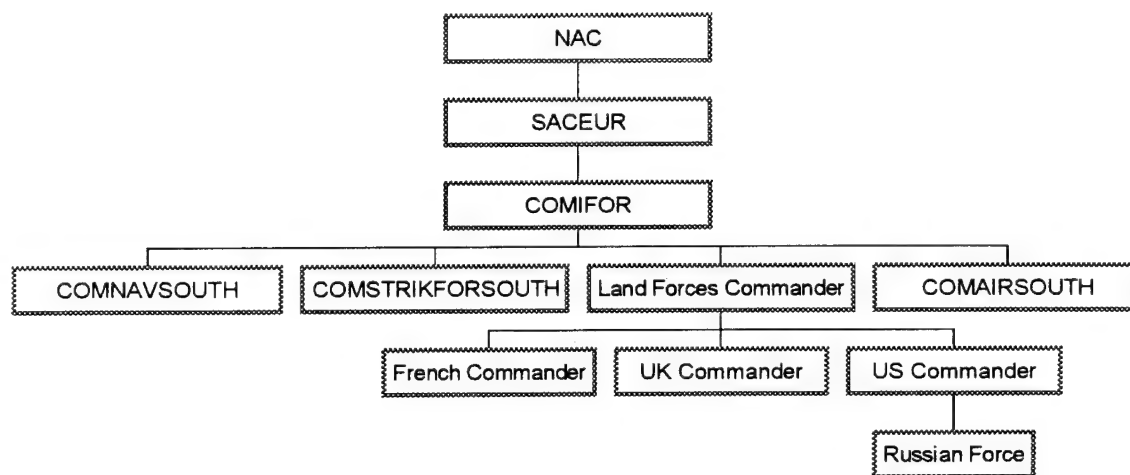 NAC
SACEUR
COMIFOR
COMNAVSOUTH
COMSTRIKFORSOUTH
Land Forces Commander
COMAIRSOUTH
French Commander
UK Commander
US Commander
Russian Force